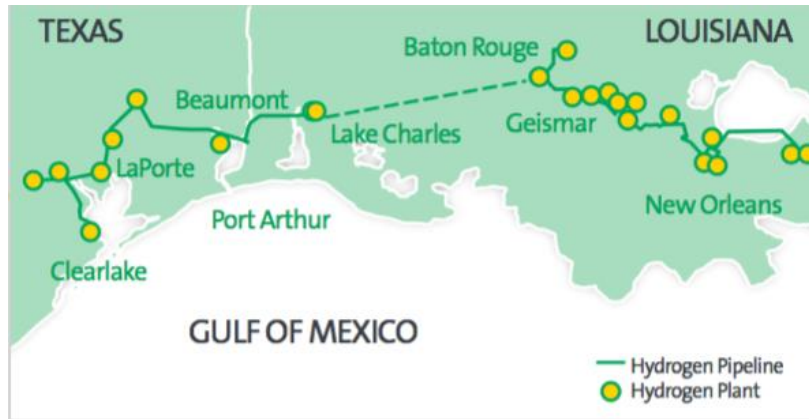 TEXAS
LOUISIANA
Baton Rouge
Beaumont
Lake Charles
Geismar
LaPorte
New Orleans
Port Arthur
Clearlake
GULF OF MEXICO
Hydrogen Pipeline
Hydrogen Plant